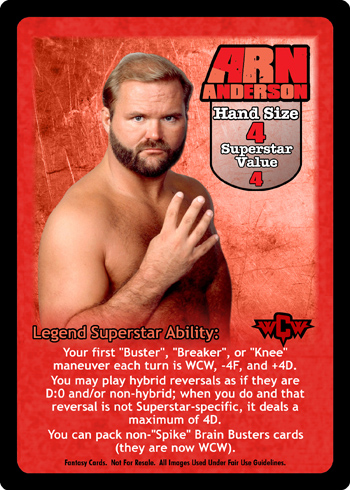 ARN
ANDERSON
Hand Size
4
Superstar
Value
4
Legend Superstar Ability:
WCW
Your first "Buster", "Breaker", or "Knee"
maneuver each turn is WCW, -4F, and +4D.
You may play hybrid reversals as if they are
D:0 and/or non-hybrid; when you do and that
reversal is not Superstar-specific, it deals a
maximum of 4D.
You can pack non-"Spike" Brain Busters cards
(they are now WCW).
Fantasy Cards. Not For Resale. All Images Used Under Fair Use Guidelines.